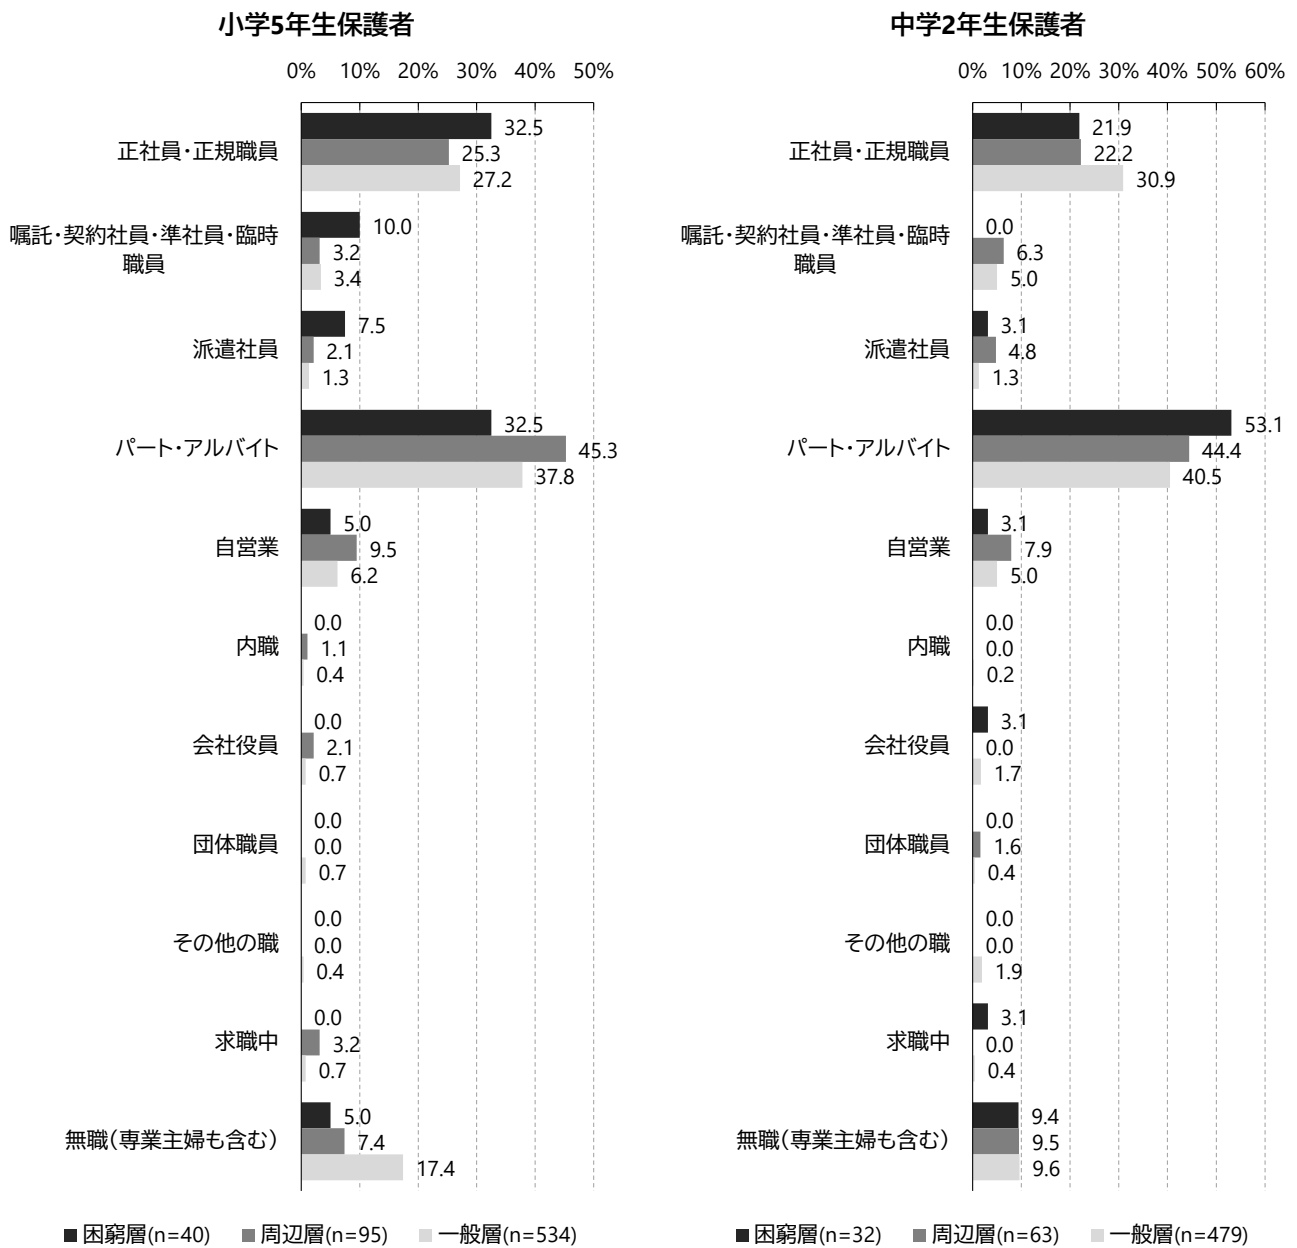 小学5年生保護者
0% 10% 20% 30% 40% 50%
正社員・正規職員
32.5
25.3
27.2
嘱託・契約社員・準社員・臨時
職員
10.0
3.2
3.4
派遣社員
7.5
2.1
1.3
パート・アルバイト
32.5
45.3
37.8
自営業
5.0
9.5
6.2
内職
0.0
1.1
0.4
会社役員
0.0
2.1
0.7
団体職員
0.0
0.0
0.7
その他の職
0.0
0.0
0.4
求職中
0.0
3.2
0.7
無職(専業主婦も含む)
5.0
7.4
17.4
困窮層(n=40) 周辺層(n=95) 一般層(n=534)
中学2年生保護者
0% 10% 20% 30% 40% 50% 60%
正社員・正規職員
21.9
22.2
30.9
嘱託・契約社員・準社員・臨時
職員
0.0
6.3
5.0
派遣社員
3.1
4.8
1.3
パート・アルバイト
53.1
44.4
40.5
自営業
3.1
7.9
5.0
内職
0.0
0.0
0.2
会社役員
3.1
0.0
1.7
団体職員
0.0
1.6
0.4
その他の職
0.0
0.0
1.9
求職中
3.1
0.0
0.4
無職(専業主婦も含む)
9.4
9.5
9.6
困窮層(n=32) 周辺層(n=63) 一般層(n=479)